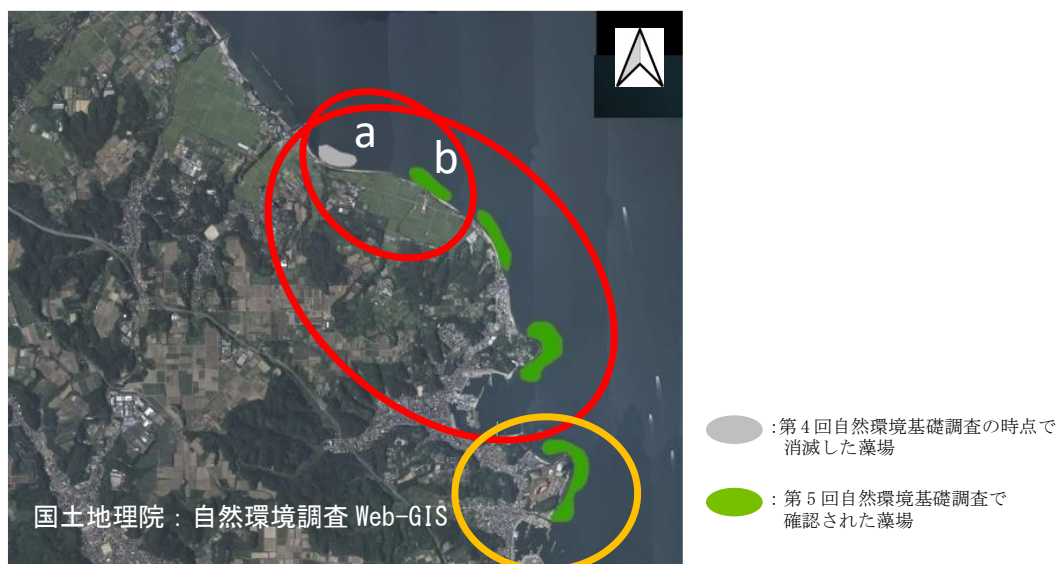 a
b
国土地理院：自然環境調査 Web-GIS
：第４回自然環境基礎調査の時点で
消滅した藻場
：第５回自然環境基礎調査で
確認された藻場